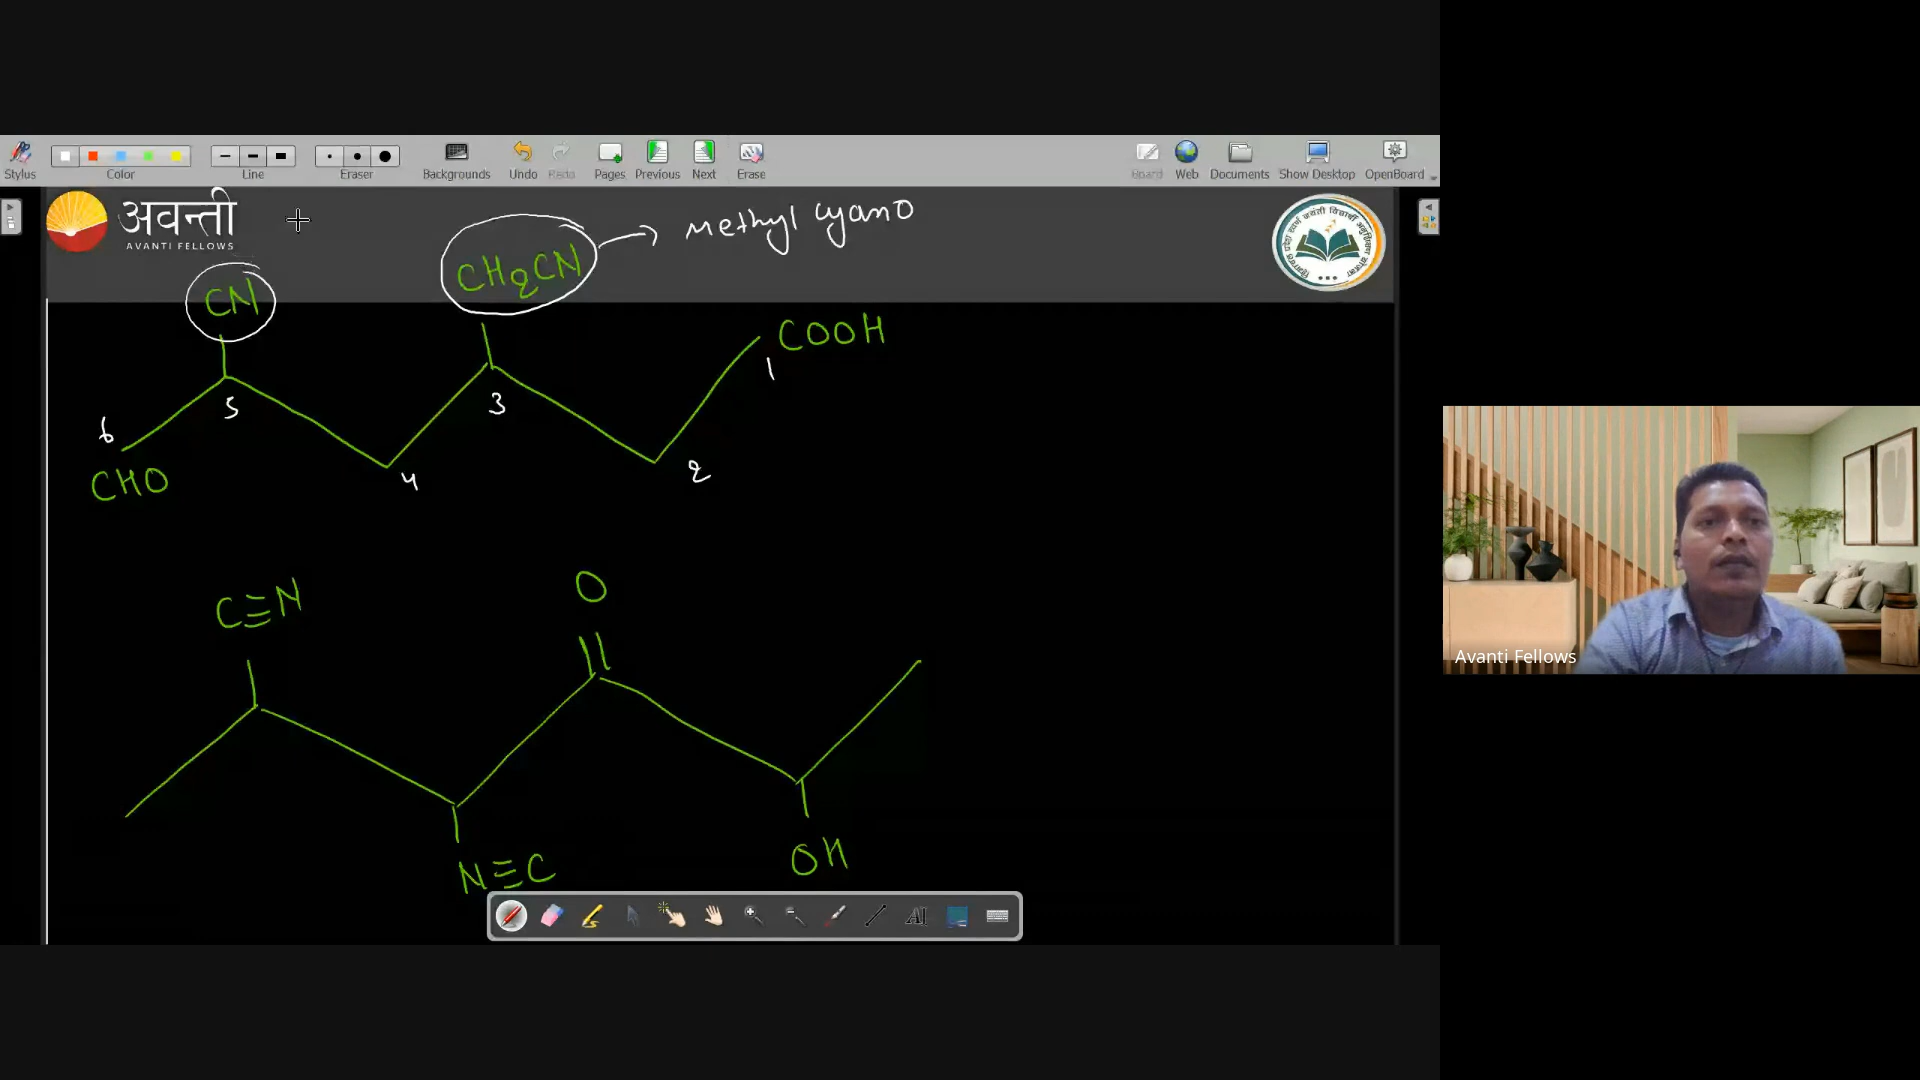 Stylus Color Line Eraser Backgrounds Undo Redo Pages Previous Next Erase Board Web Documents Show Desktop OpenBoard
अवन्ती
AVANTI FELLOWS
CH2CN → methyl cyano
CN
COOH
1
3
5
6
2
4
CHO
C≡N
O
N≡C
OH
Avanti Fellows